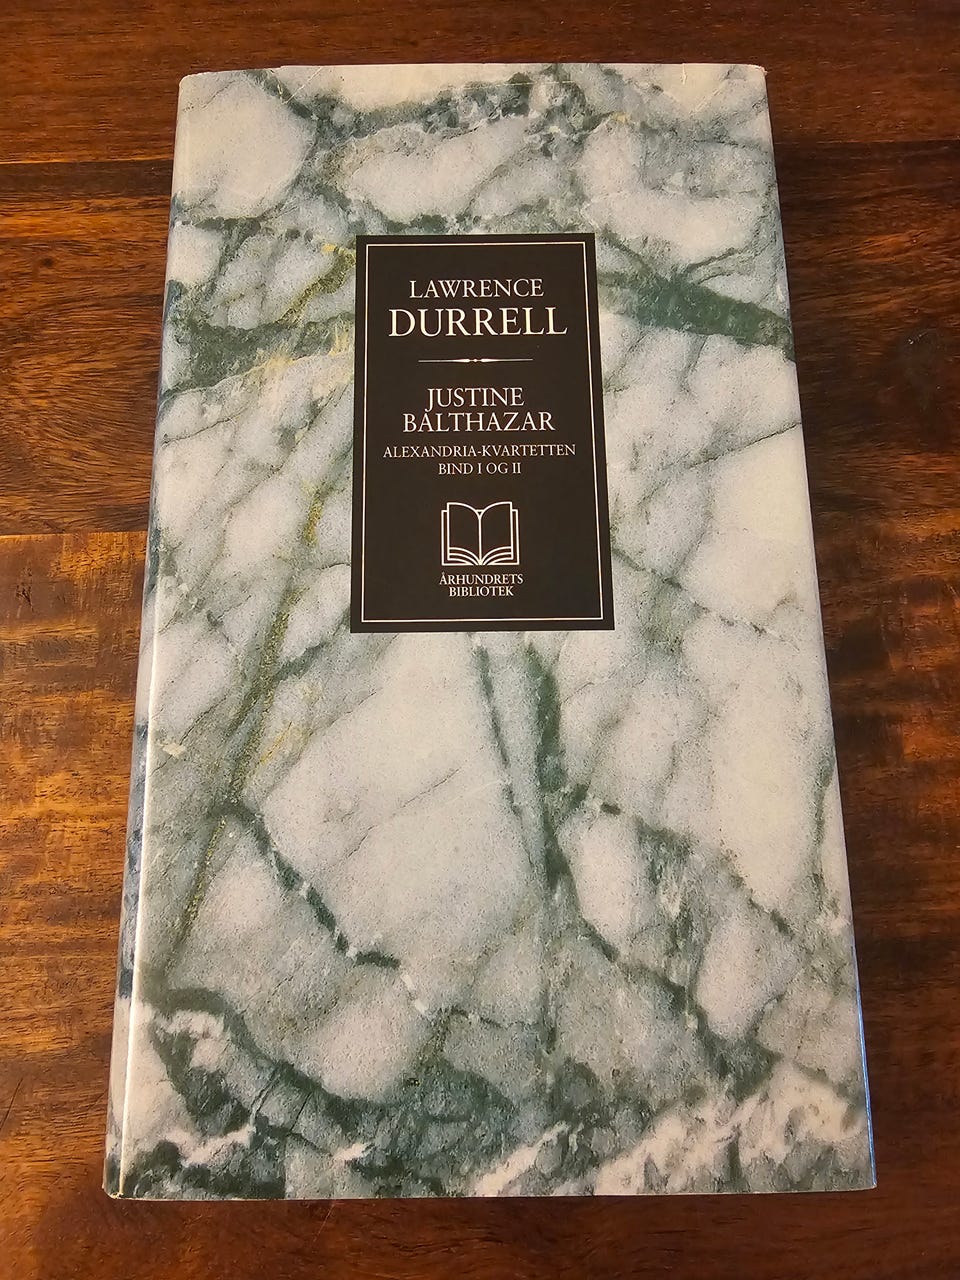 LAWRENCE
DURRELL
JUSTINE
BALTHAZAR
ALEXANDRIA-KVARTETTEN
BIND I OG II
ÅRHUNDRETS
BIBLIOTEK